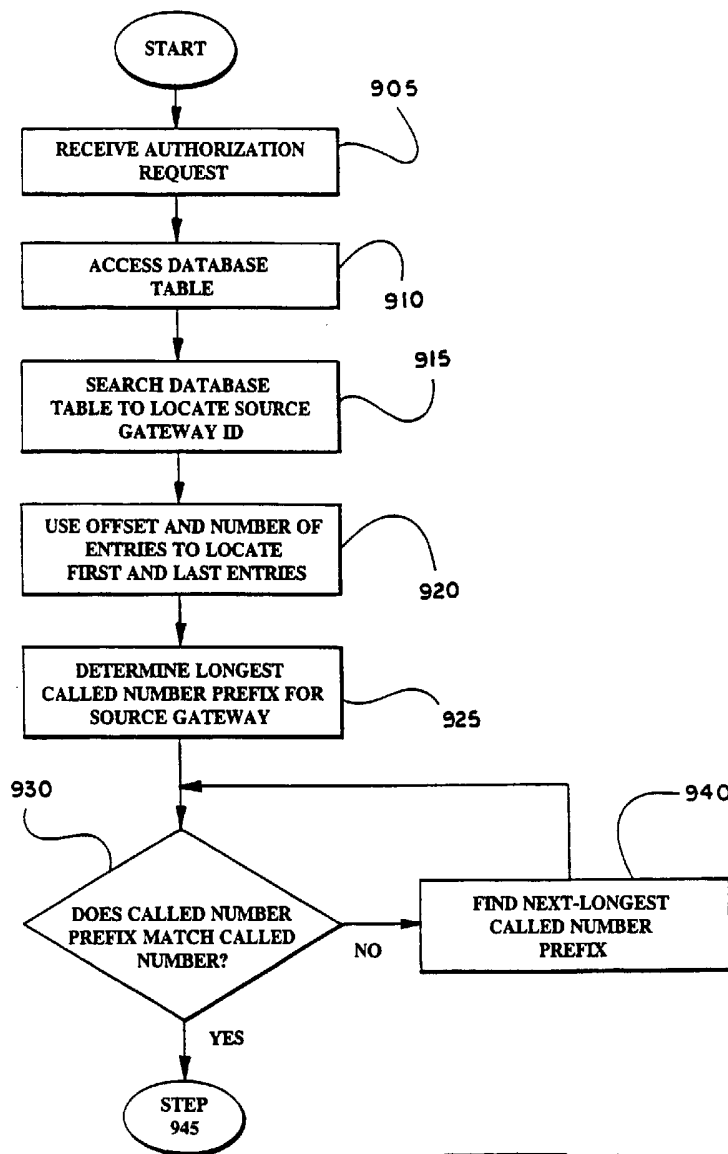 START
905
RECEIVE AUTHORIZATION
REQUEST
ACCESS DATABASE
TABLE
910
915
SEARCH DATABASE
TABLE TO LOCATE SOURCE
GATEWAY ID
USE OFFSET AND NUMBER OF
ENTRIES TO LOCATE
FIRST AND LAST ENTRIES
920
DETERMINE LONGEST
CALLED NUMBER PREFIX FOR
SOURCE GATEWAY
925
930
940
DOES CALLED NUMBER
PREFIX MATCH CALLED
NUMBER?
NO
FIND NEXT-LONGEST
CALLED NUMBER
PREFIX
YES
STEP
945